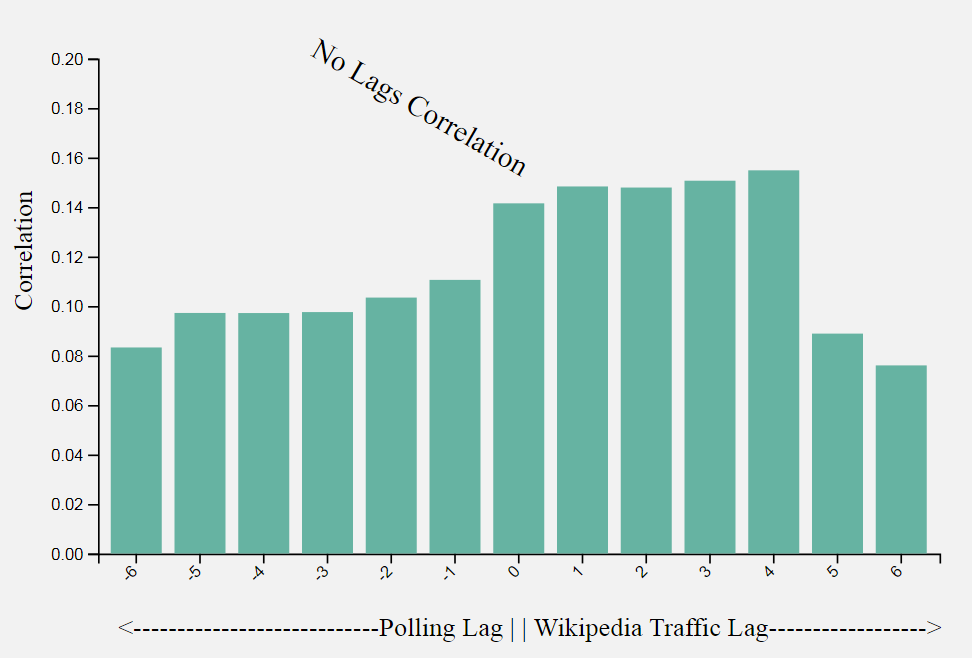 No Lags Correlation
Correlation
0.20
0.18
0.16
0.14
0.12
0.10
0.08
0.06
0.04
0.02
0.00
-6 -5 -4 -3 -2 -1 0 1 2 3 4 5 6
<----------------------------Polling Lag | | Wikipedia Traffic Lag------------------>